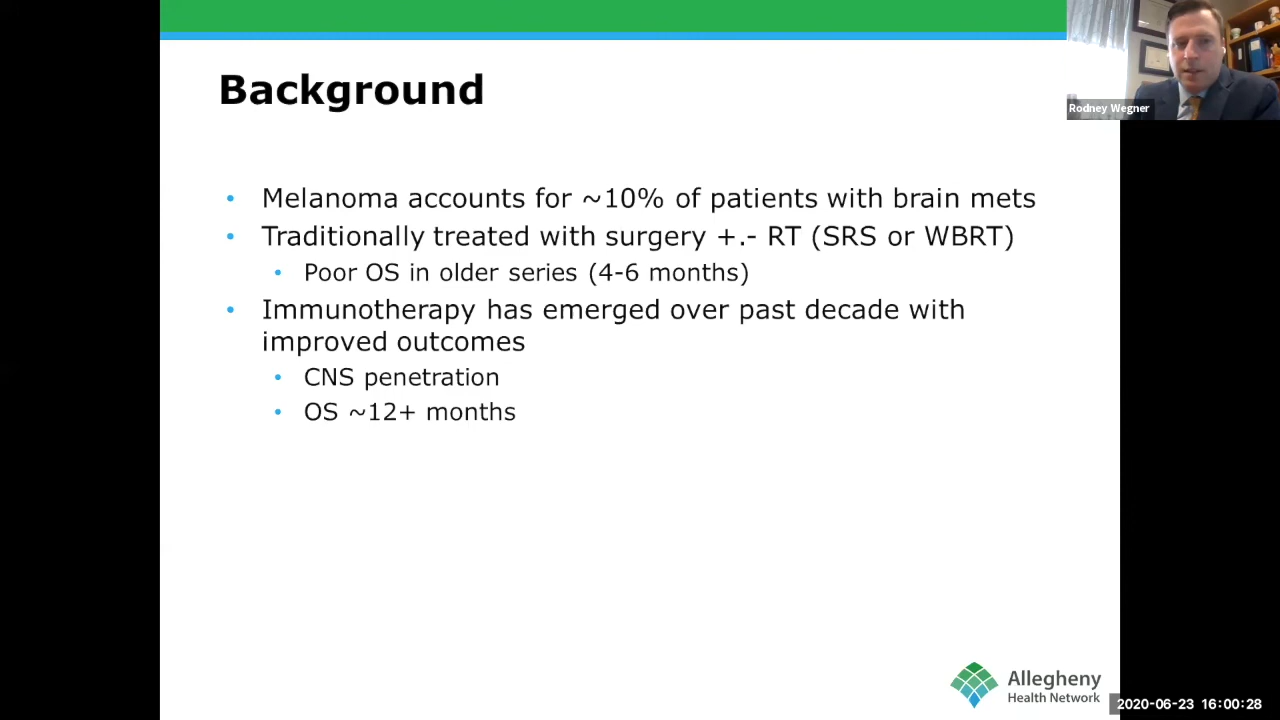 Background
Rodney Wegner
• Melanoma accounts for ~10% of patients with brain mets
• Traditionally treated with surgery +.- RT (SRS or WBRT)
• Poor OS in older series (4-6 months)
• Immunotherapy has emerged over past decade with
improved outcomes
• CNS penetration
• OS ~12+ months
Allegheny
Health Network
2020-06-23 16:00:28